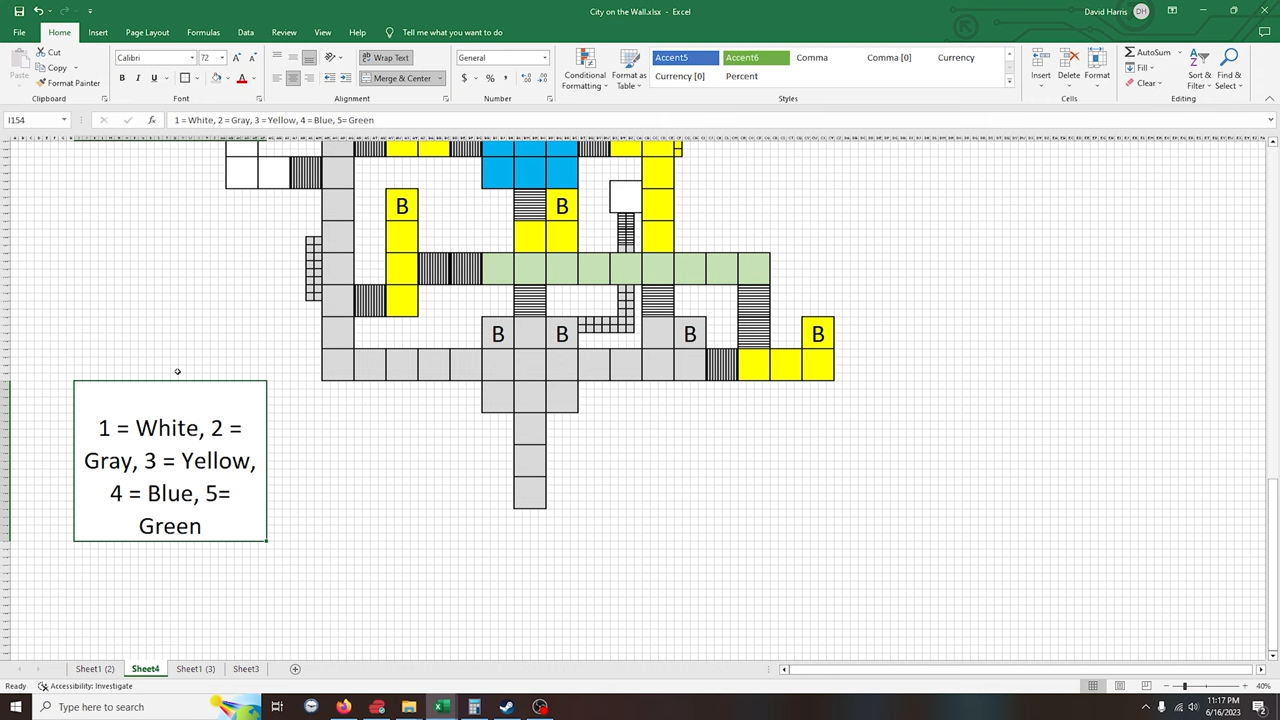 City on the Wall.xlsx - Excel
David Harris
DH
File
Home
Insert
Page Layout
Formulas
Data
Review
View
Help
Tell me what you want to do
Paste
Cut
Copy
Format Painter
Clipboard
Calibri
72
B
I
U
Font
Wrap Text
Merge & Center
Alignment
General
$
%
Number
Conditional Formatting
Format as Table
Accent5
Accent6
Comma
Comma [0]
Currency
Currency [0]
Percent
Styles
Insert
Delete
Format
Cells
AutoSum
Fill
Clear
Sort & Filter
Find & Select
Editing
I154
fx
1 = White, 2 = Gray, 3 = Yellow, 4 = Blue, 5= Green
B
B
B
B
B
B
1 = White, 2 =
Gray, 3 = Yellow,
4 = Blue, 5=
Green
Sheet1 (2)
Sheet4
Sheet1 (3)
Sheet3
Ready
Accessibility: Investigate
40%
Type here to search
11:17 PM
6/16/2023